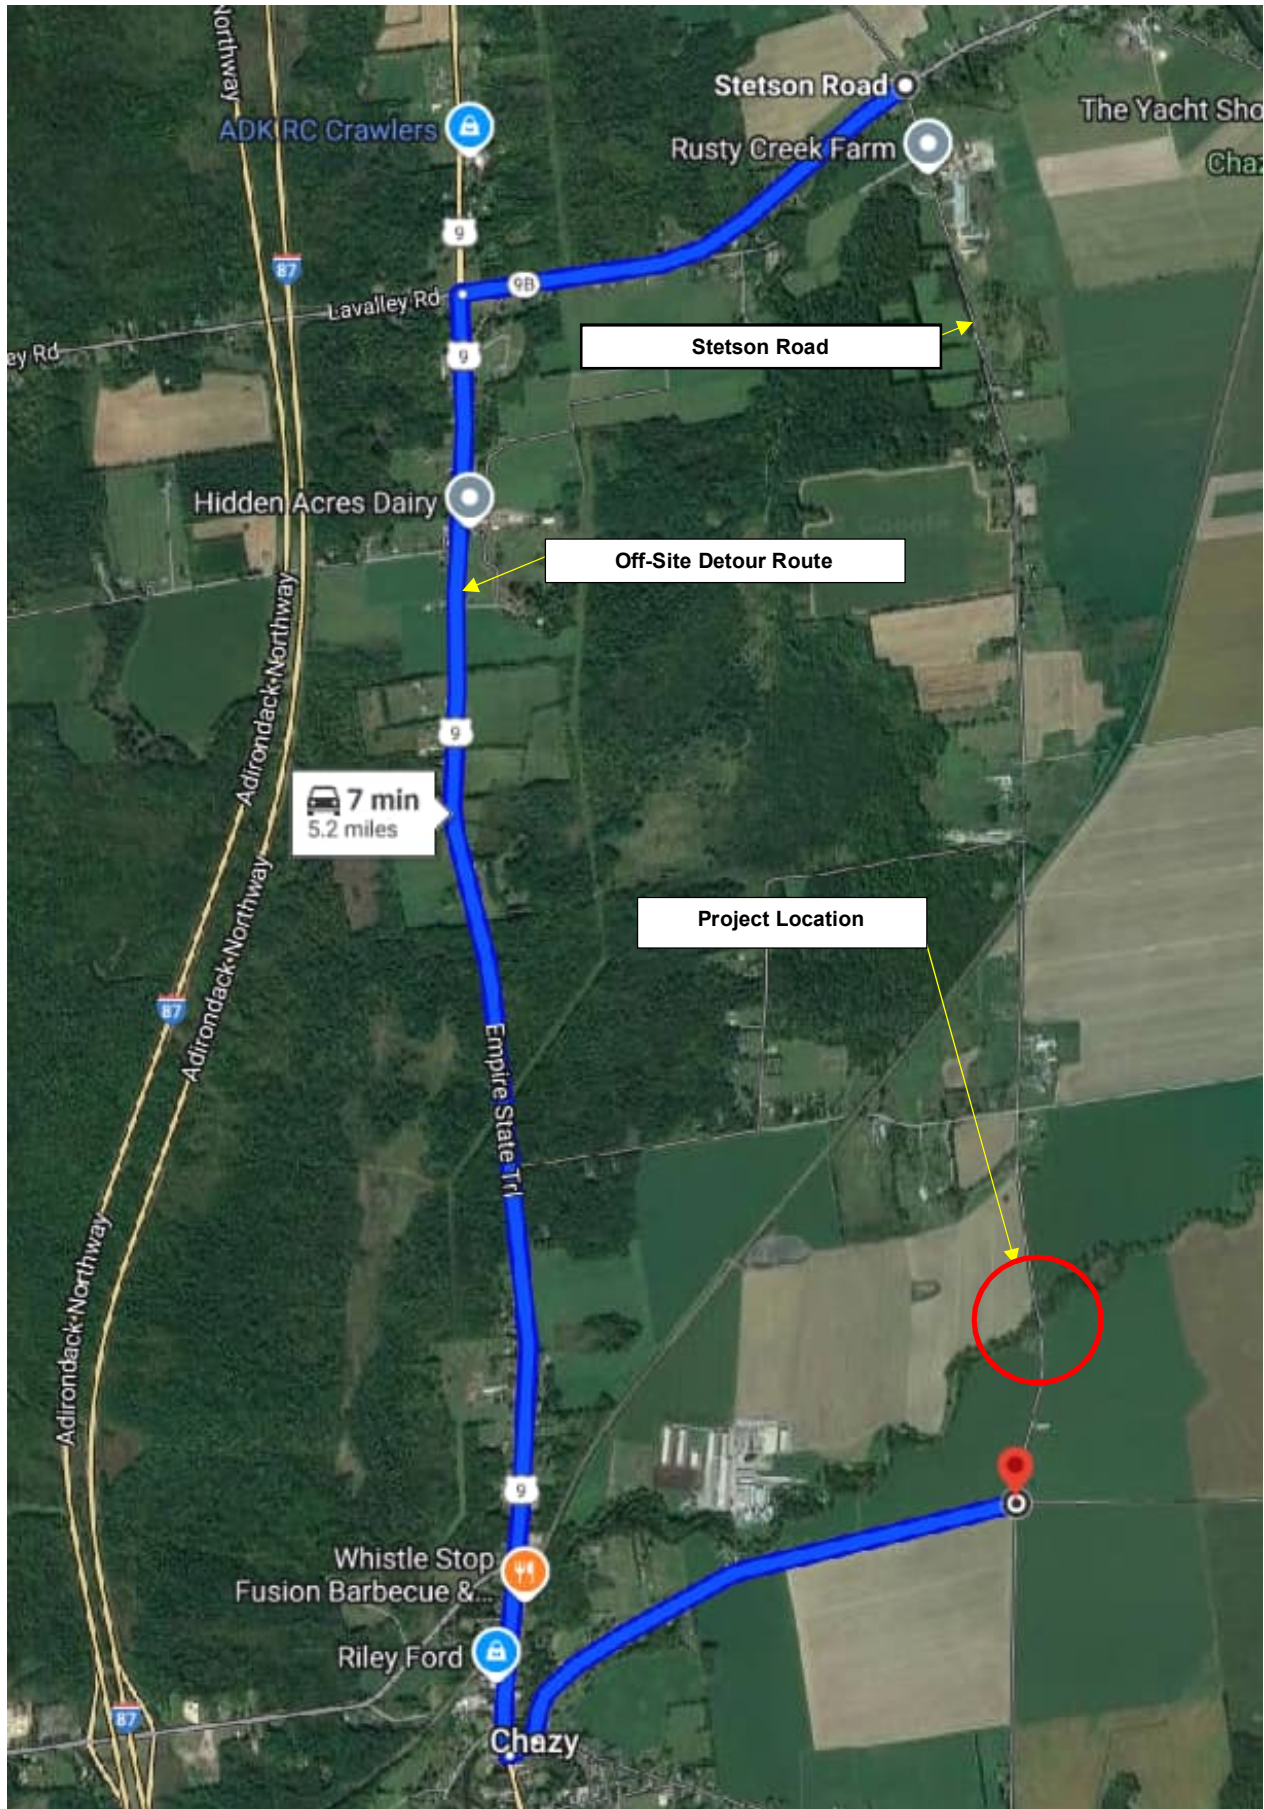 Northway
Stetson Road
ADK RC Crawlers
The Yacht Sho
Rusty Creek Farm
Chaz
9
87
9B
Lavalley Rd
Stetson Road
ey Rd
9
Hidden Acres Dairy
Off-Site Detour Route
Adirondack Northway
9
7 min
5.2 miles
Adirondack Northway
Project Location
87
Empire State Trl
Adirondack Northway
9
Whistle Stop
Fusion Barbecue &...
Riley Ford
87
Chazy